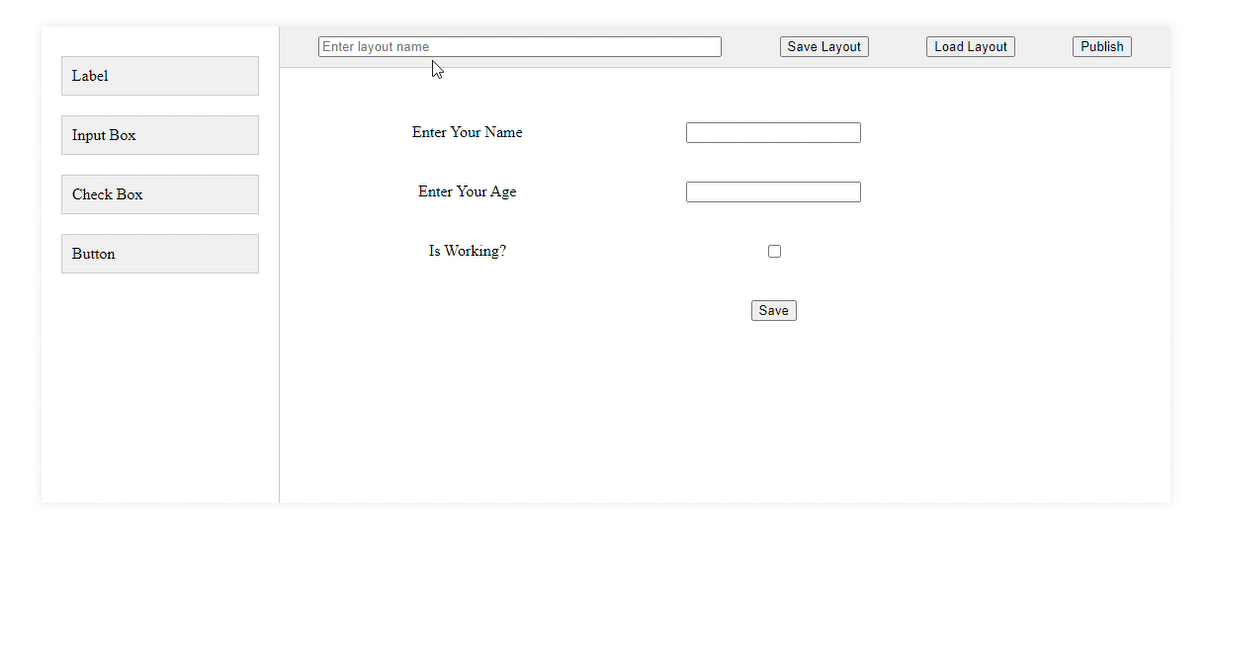 Label
Input Box
Check Box
Button
Enter layout name
Save Layout
Load Layout
Publish
Enter Your Name
Enter Your Age
Is Working?
Save